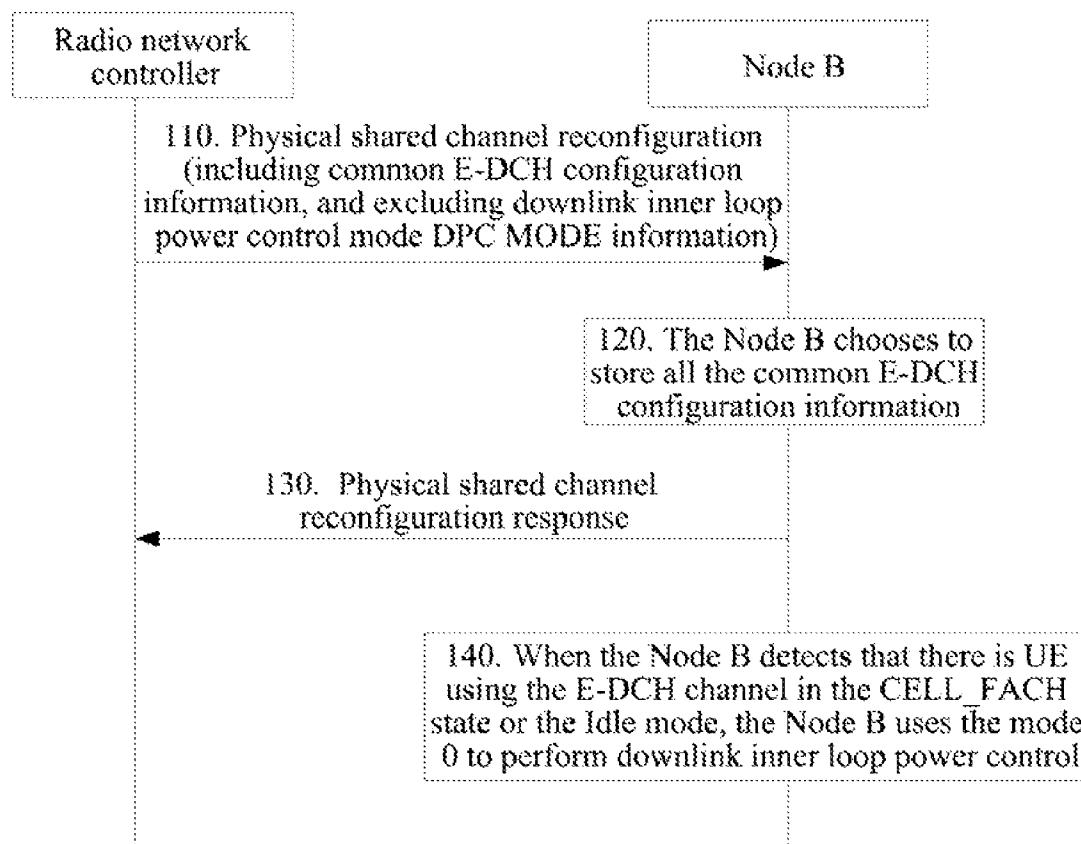 Radio network
controller
Node B
110. Physical shared channel reconfiguration
(including common E-DCH configuration
information, and excluding downlink inner loop
power control mode DPC MODE information)
120. The Node B chooses to
store all the common E-DCH
configuration information
130. Physical shared channel
reconfiguration response
140. When the Node B detects that there is UE
using the E-DCH channel in the CELL_FACH
state or the Idle mode, the Node B uses the mode
0 to perform downlink inner loop power control